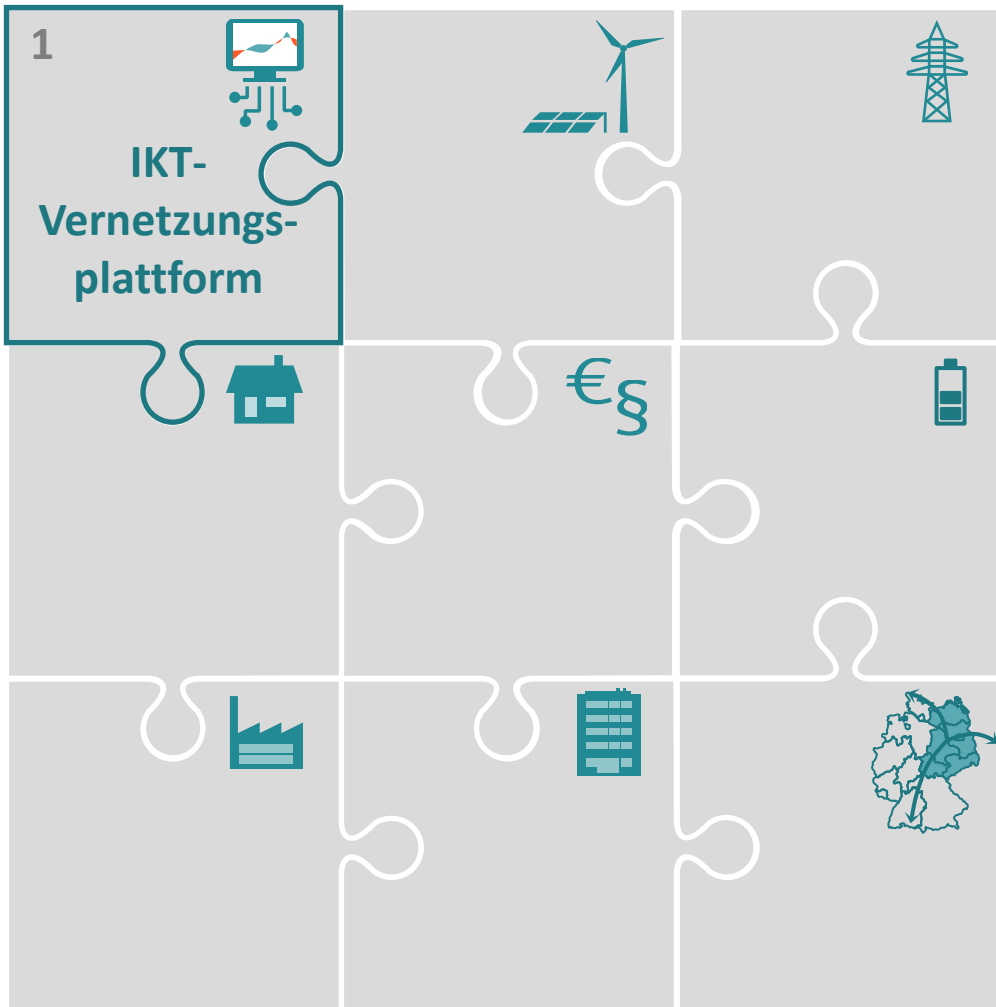 1
IKT-
Vernetzungs-
plattform
€§